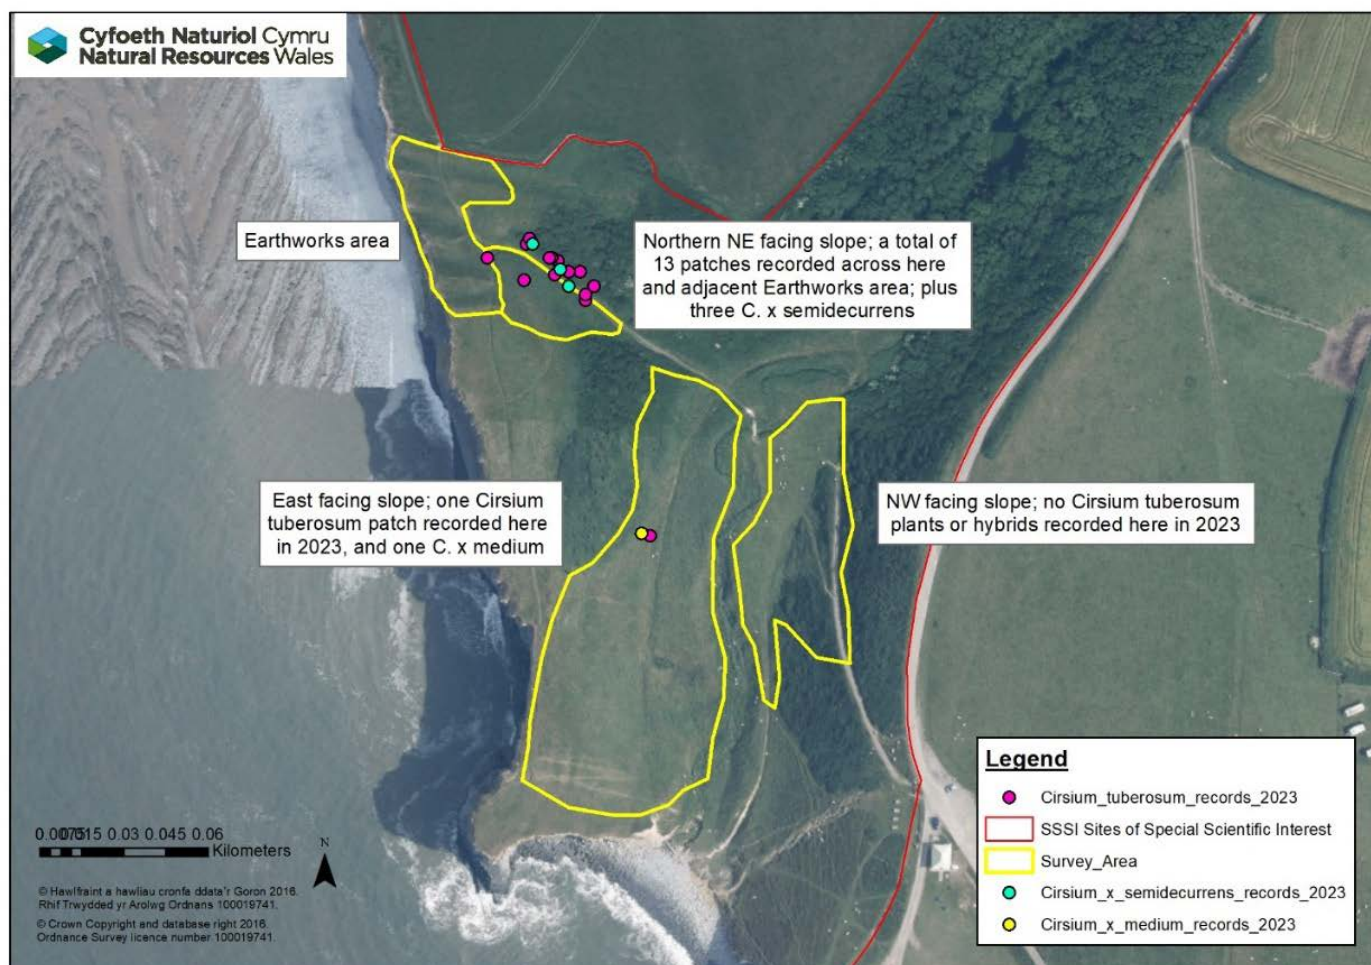 Cyfoeth Naturiol Cymru
Natural Resources Wales
Earthworks area
Northern NE facing slope; a total of
13 patches recorded across here
and adjacent Earthworks area; plus
three C. x semidecurrens
East facing slope; one Cirsium
tuberosum patch recorded here
in 2023, and one C. x medium
NW facing slope; no Cirsium tuberosum
plants or hybrids recorded here in 2023
Legend
Cirsium_tuberosum_records_2023
SSSI Sites of Special Scientific Interest
Survey_Area
Cirsium_x_semidecurrens_records_2023
Cirsium_x_medium_records_2023
0.03 0.045 0.06
Kilometers
N
© Hawlfraint a hawliau cronfa ddata'r Goron 2016.
Rhif Trwydded yr Arolwg Ordnans 100019741.
© Crown Copyright and database right 2016.
Ordnance Survey licence number 100019741.